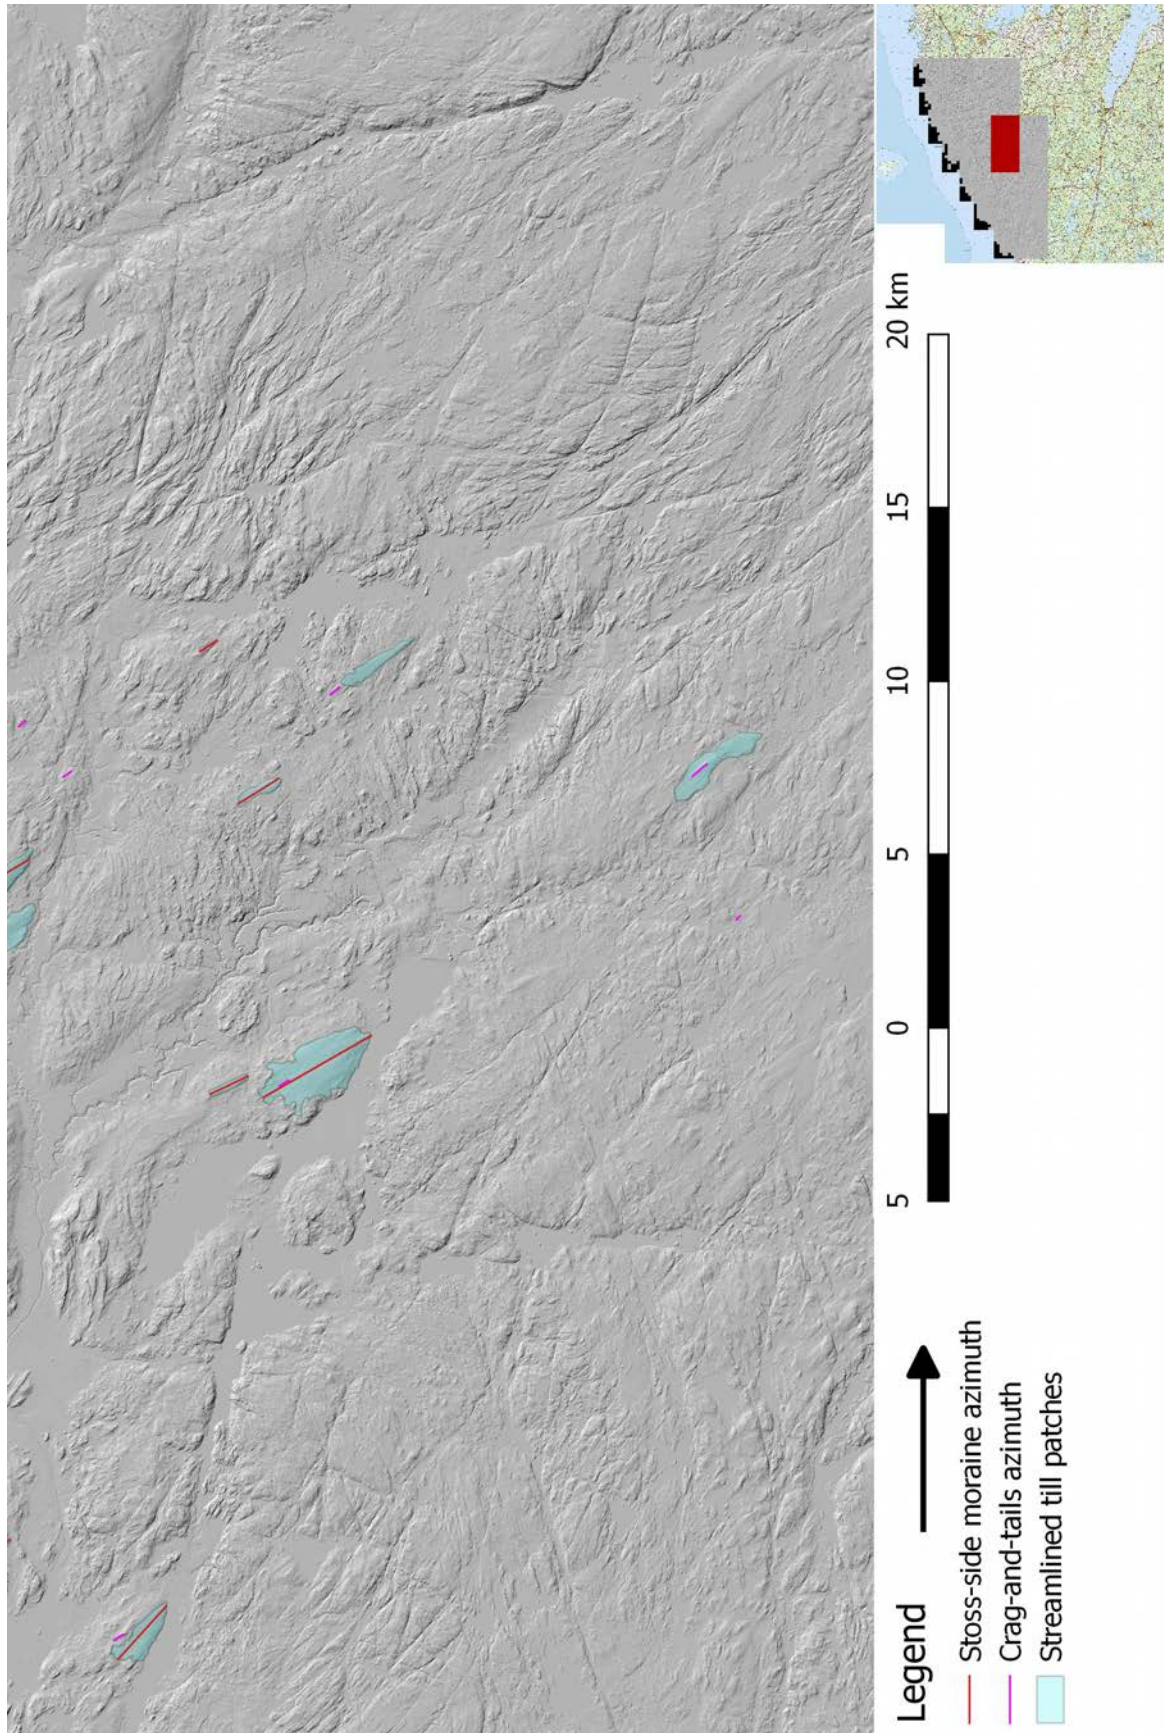 Legend
Stoss-side moraine azimuth
Crag-and-tails azimuth
Streamlined till patches
5 0 5 10 15 20 km